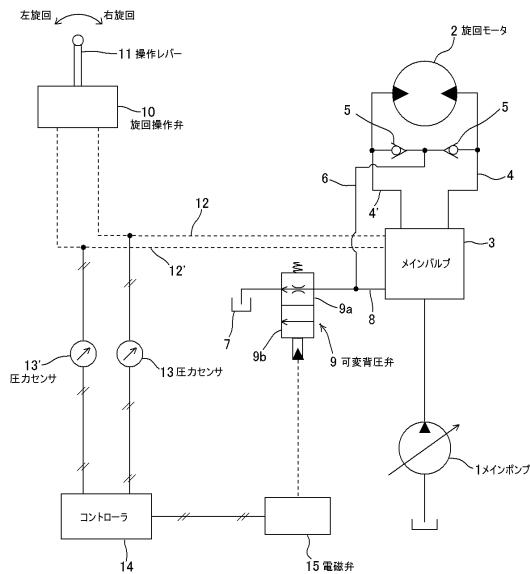 左旋回 右旋回
11 操作レバー
2 旋回モータ
10
旋回操作弁
5 5
6
4
4'
12
12'
3
メインバルブ
9a
8
7
9b
9 可変背圧弁
13'
圧力センサ
13 圧力センサ
1メインポンプ
コントローラ
14
15 電磁弁